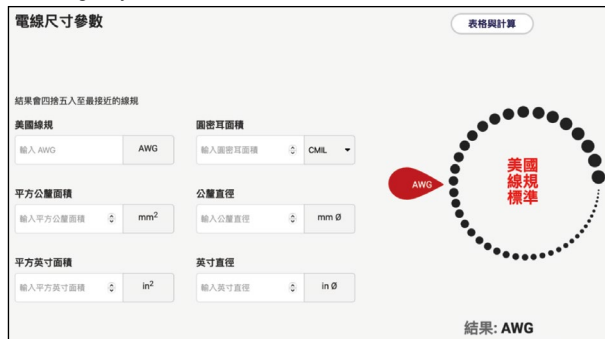 電線尺寸參數
表格與計算
結果會四捨五入至最接近的線規
美國線規
圓密耳面積
輸入 AWG
AWG
輸入圓密耳面積
CMIL
平方公釐面積
公釐直徑
輸入平方公釐面積
mm²
輸入公釐直徑
mm Ø
平方英寸面積
英寸直徑
輸入平方英寸面積
in²
輸入英寸直徑
in Ø
AWG
美國
線規
標準
結果: AWG